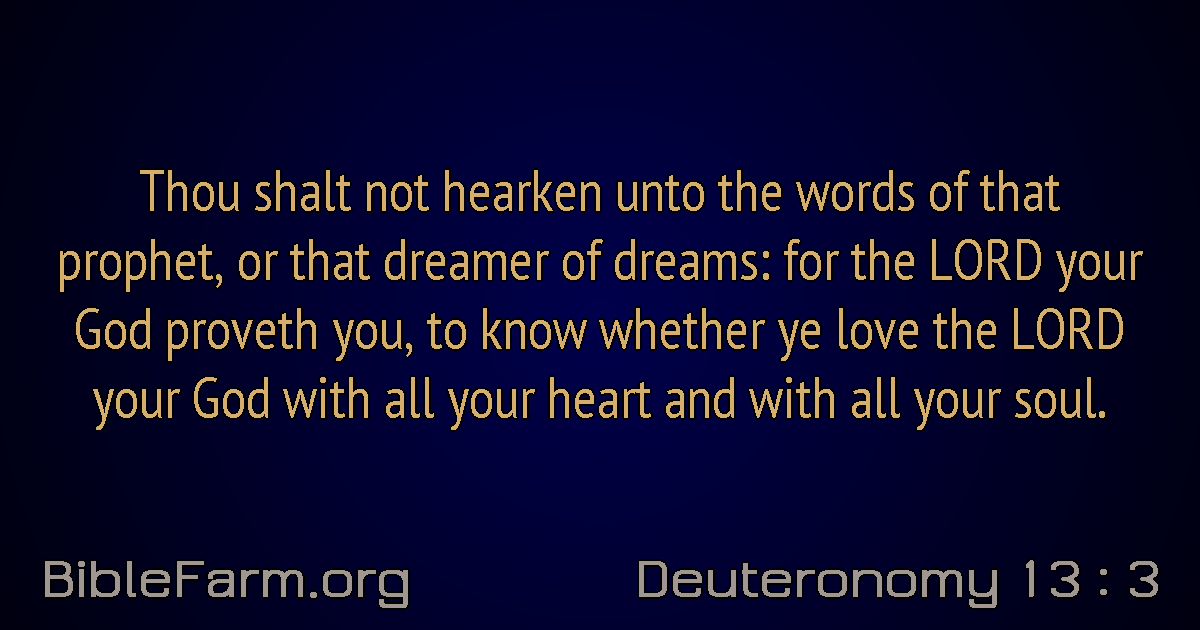 Thou shalt not hearken unto the words of that
prophet, or that dreamer of dreams: for the LORD your
God proveth you, to know whether ye love the LORD
your God with all your heart and with all your soul.
BibleFarm.org
Deuteronomy 13 : 3